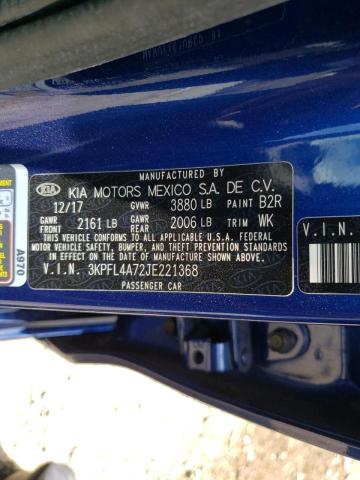 MANUFACTURED BY
KIA KIA MOTORS MEXICO S.A. DE C.V.
12/17 GVWR 3880 LB PAINT B2R
GAWR FRONT 2161 LB GAWR REAR 2006 LB TRIM WK
THIS VEHICLE CONFORMS TO ALL APPLICABLE U.S.A. FEDERAL
MOTOR VEHICLE SAFETY, BUMPER, AND THEFT PREVENTION STANDARDS
IN EFFECT ON THE DATE OF MANUFACTURE SHOWN ABOVE.
V.I.N. 3KPFL4A72JE221368
PASSENGER CAR
A970
V.I.N.